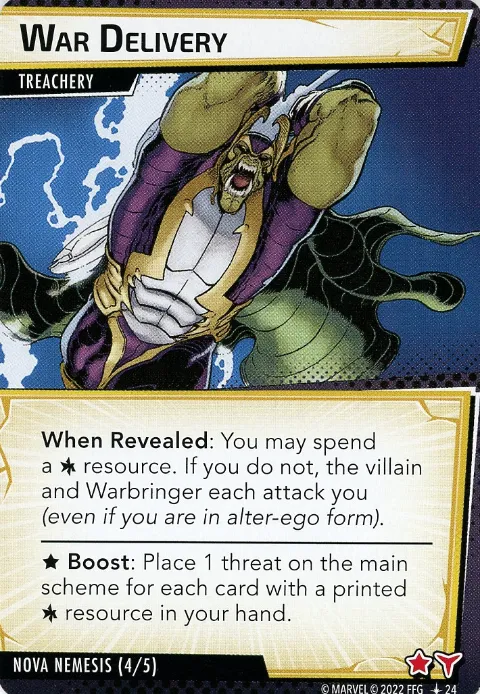 War Delivery
TREACHERY
When Revealed: You may spend
a resource. If you do not, the villain
and Warbringer each attack you
(even if you are in alter-ego form).
★ Boost: Place 1 threat on the main
scheme for each card with a printed
resource in your hand.
NOVA NEMESIS (4/5)
© MARVEL © 2022 FFG 24